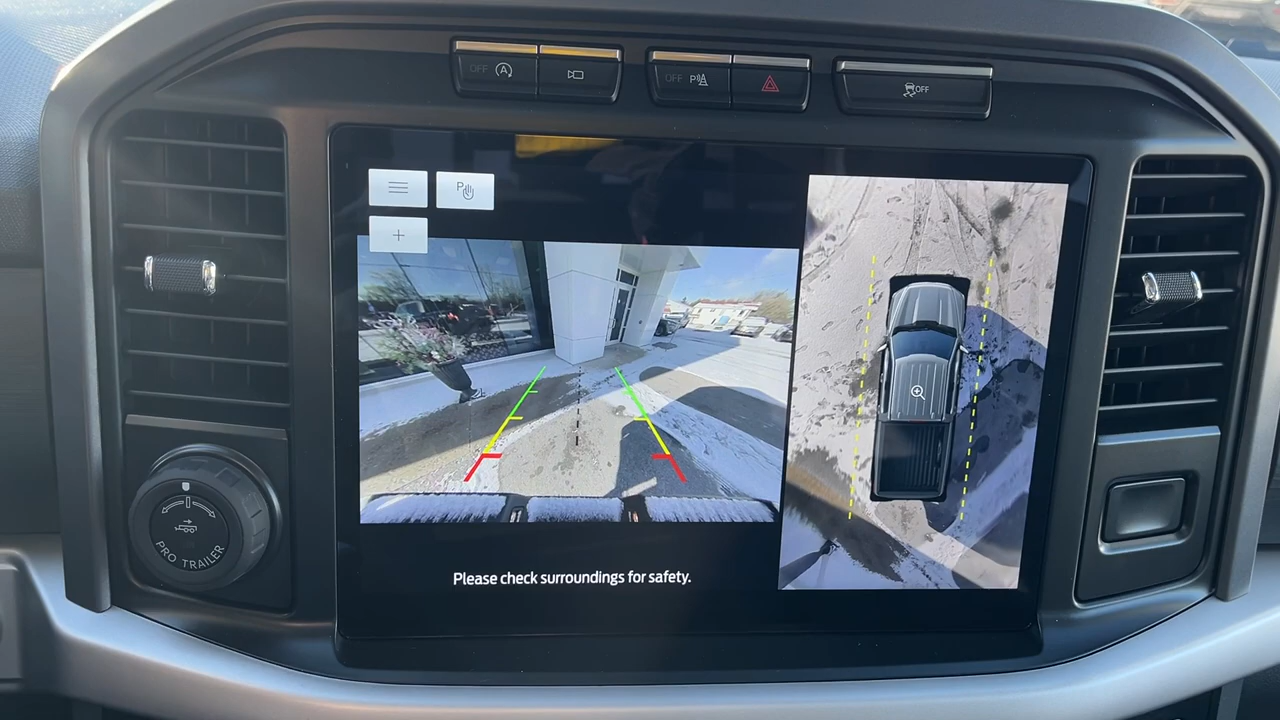 OFF A
OFF P
OFF
P
Please check surroundings for safety.
PRO TRAILER